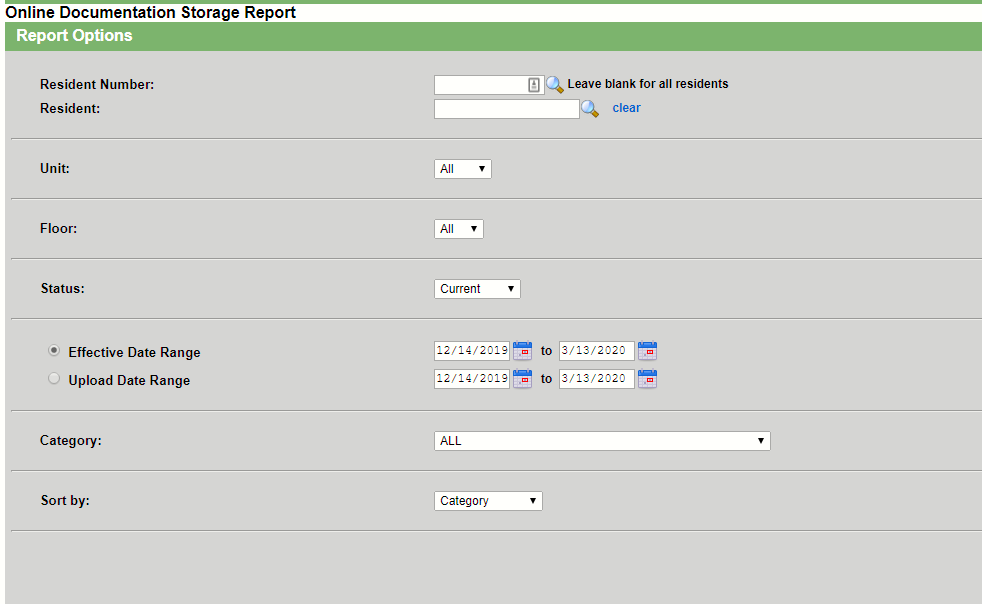 Online Documentation Storage Report
Report Options
Resident Number: Leave blank for all residents
Resident: clear
Unit: All
Floor: All
Status: Current
Effective Date Range 12/14/2019 to 3/13/2020
Upload Date Range 12/14/2019 to 3/13/2020
Category: ALL
Sort by: Category